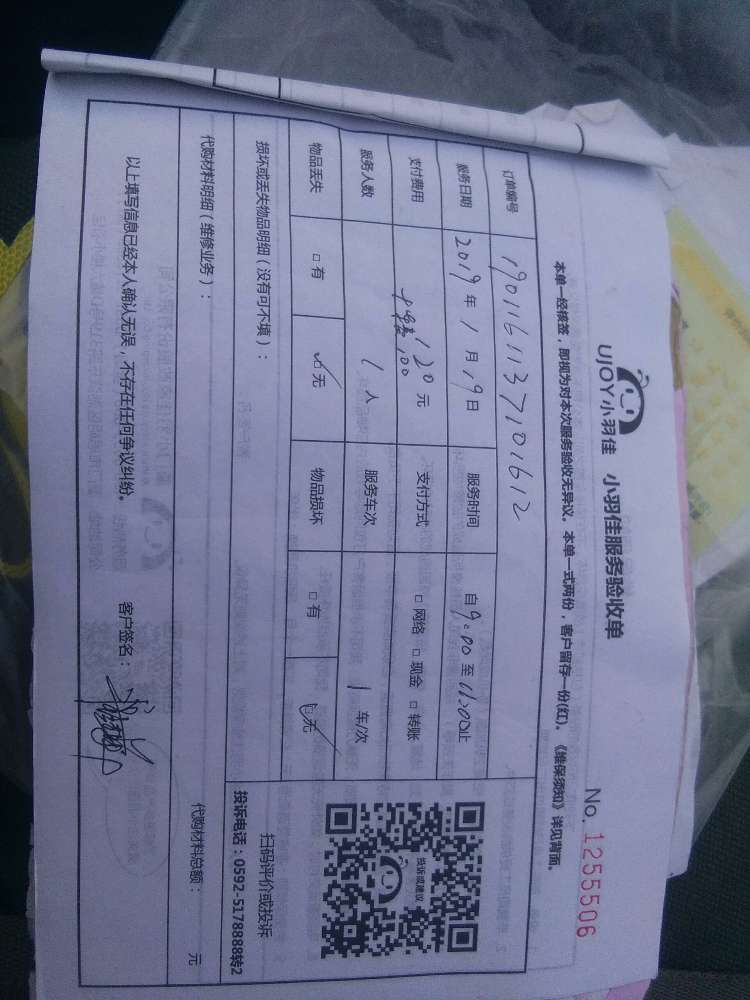 UJOY小羽佳 小羽佳服务验收单
No. 1255506
本单一经核签，即视为对本次服务验收无异议。本单一式两份，客户留存一份(红)。《维保须知》详见背面。
订单编号 1901161137101612
服务日期 2019年1月19日 服务时间 自9:00至11:00止
支付费用 120元 支付方式 □网络 □现金 □转账
100
服务人数 1人 服务车次 1车/次
物品丢失 □有 ☑无 物品损坏 □有 ☑无
投诉或建议
扫码评价或投诉
投诉电话：0592-5178888转2
损坏或丢失物品明细(没有可不填)：
代购材料明细(维修业务)： 代购材料总额： 元
以上填写信息已经本人确认无误，不存在任何争议纠纷。 客户签名：